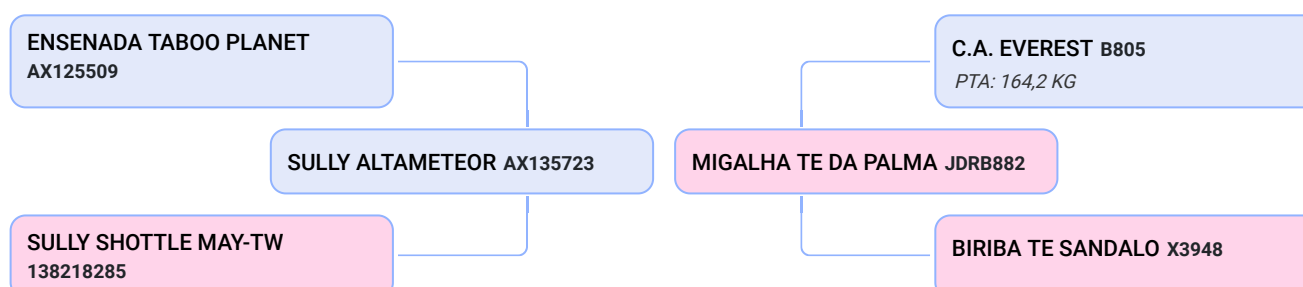 ENSENADA TABOO PLANET
AX125509
C.A. EVEREST B805
PTA: 164,2 KG
SULLY ALTAMETEOR AX135723
MIGALHA TE DA PALMA JDRB882
SULLY SHOTTLE MAY-TW
138218285
BIRIBA TE SANDALO X3948